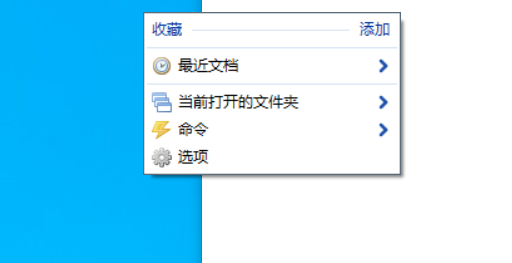 收藏 添加
最近文档
当前打开的文件夹
命令
选项